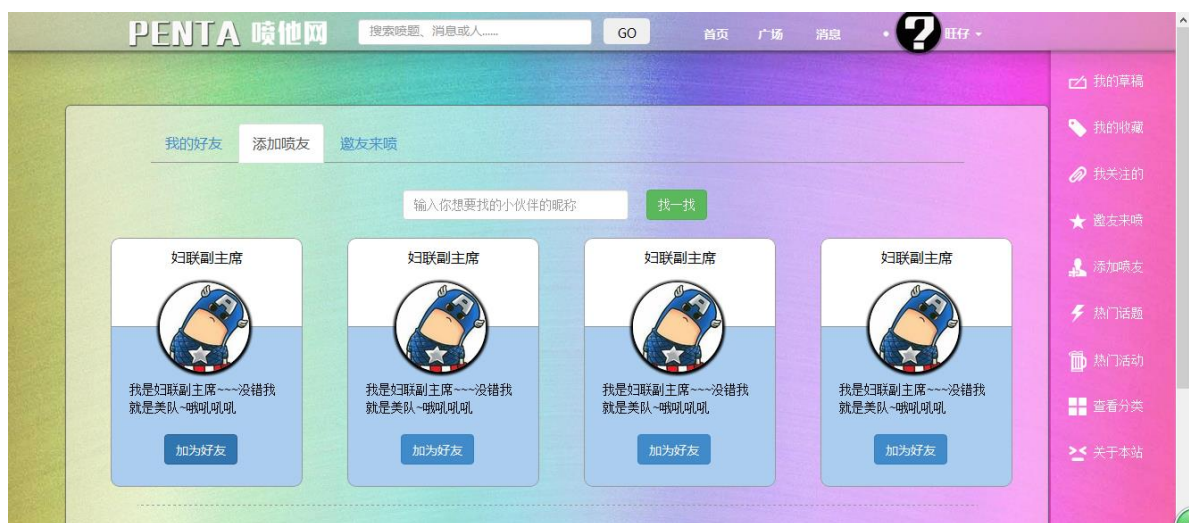 PENTA 喷他网
搜索喷题、消息或人......
GO
首页 广场 消息
旺仔
我的草稿
我的收藏
我关注的
邀友来喷
添加喷友
热门话题
热门活动
查看分类
关于本站
我的好友 添加喷友 邀友来喷
输入你想要找的小伙伴的昵称
找一找
妇联副主席
我是妇联副主席~~~没错我
就是美队~哦吼吼吼
加为好友
妇联副主席
我是妇联副主席~~~没错我
就是美队~哦吼吼吼
加为好友
妇联副主席
我是妇联副主席~~~没错我
就是美队~哦吼吼吼
加为好友
妇联副主席
我是妇联副主席~~~没错我
就是美队~哦吼吼吼
加为好友